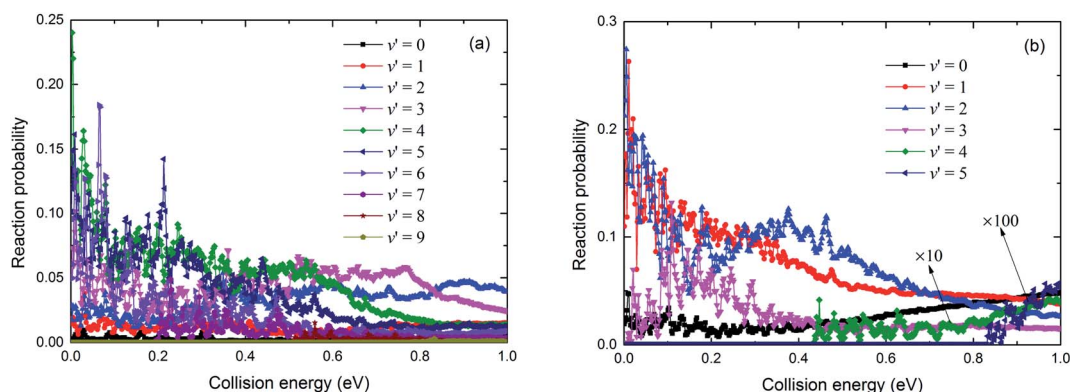 (a)
Reaction probability
0.25
0.20
0.15
0.10
0.05
0.00
v' = 0
v' = 1
v' = 2
v' = 3
v' = 4
v' = 5
v' = 6
v' = 7
v' = 8
v' = 9
0.0 0.2 0.4 0.6 0.8 1.0
Collision energy (eV)
(b)
Reaction probability
0.3
0.2
0.1
0.0
v' = 0
v' = 1
v' = 2
v' = 3
v' = 4
v' = 5
×100
×10
0.0 0.2 0.4 0.6 0.8 1.0
Collision energy (eV)